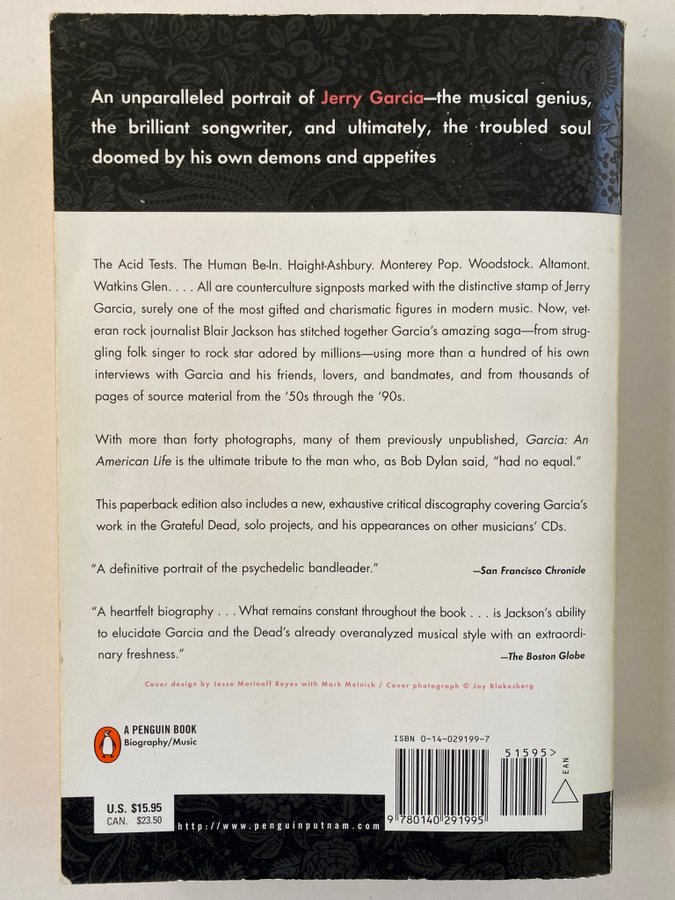 An unparalleled portrait of Jerry Garcia—the musical genius,
the brilliant songwriter, and ultimately, the troubled soul
doomed by his own demons and appetites
The Acid Tests. The Human Be-In. Haight-Ashbury. Monterey Pop. Woodstock. Altamont.
Watkins Glen. . . . All are counterculture signposts marked with the distinctive stamp of Jerry
Garcia, surely one of the most gifted and charismatic figures in modern music. Now, vet-
eran rock journalist Blair Jackson has stitched together Garcia's amazing saga—from strug-
gling folk singer to rock star adored by millions—using more than a hundred of his own
interviews with Garcia and his friends, lovers, and bandmates, and from thousands of
pages of source material from the '50s through the '90s.
With more than forty photographs, many of them previously unpublished, Garcia: An
American Life is the ultimate tribute to the man who, as Bob Dylan said, "had no equal."
This paperback edition also includes a new, exhaustive critical discography covering Garcia's
work in the Grateful Dead, solo projects, and his appearances on other musicians' CDs.
"A definitive portrait of the psychedelic bandleader." —San Francisco Chronicle
"A heartfelt biography . . . What remains constant throughout the book . . . is Jackson's ability
to elucidate Garcia and the Dead's already overanalyzed musical style with an extraordi-
nary freshness." —The Boston Globe
Cover design by Jesse Marinoff Reyes with Mark Melnick / Cover photograph © Jay Blakesberg
A PENGUIN BOOK
Biography/Music
ISBN 0-14-029199-7
51595>
EAN
9 780140 291995
U.S. $15.95
CAN. $23.50
http://www.penguinputnam.com